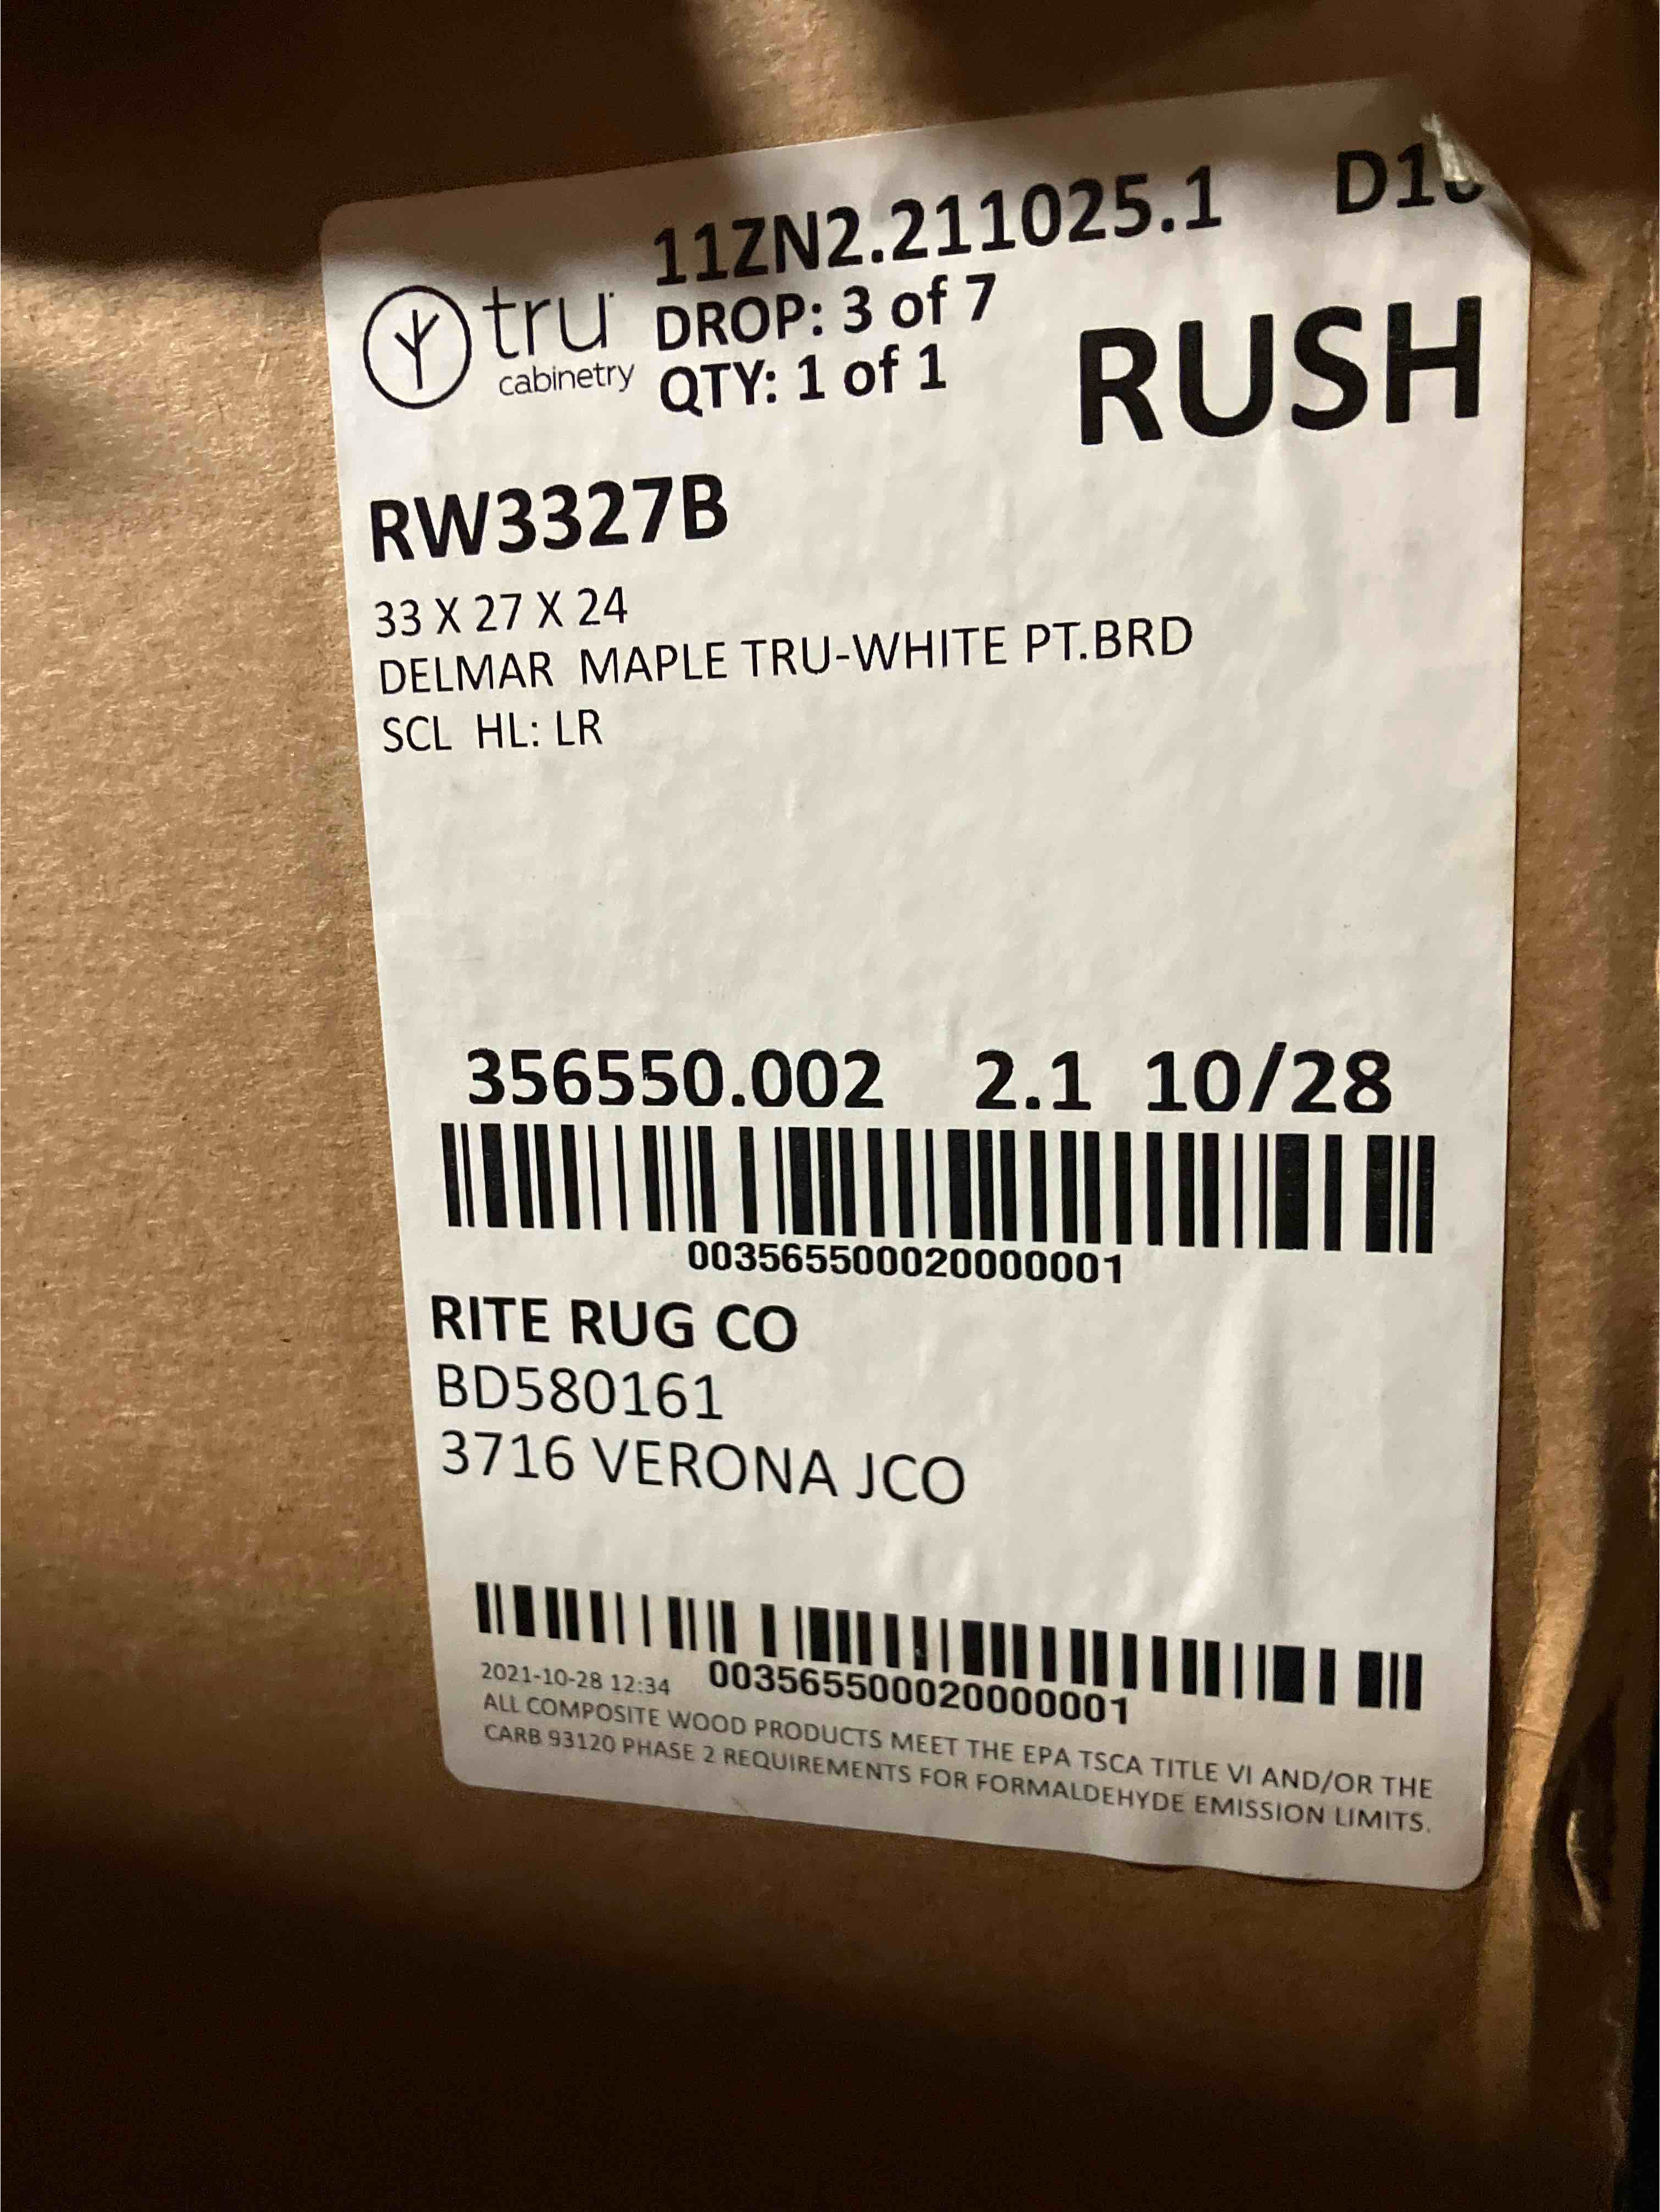 11ZN2.211025.1
tru
cabinetry
DROP: 3 of 7
QTY: 1 of 1
RUSH
RW3327B
33 X 27 X 24
DELMAR MAPLE TRU-WHITE PT.BRD
SCL HL: LR
356550.002 2.1 10/28
003565500020000001
RITE RUG CO
BD580161
3716 VERONA JCO
2021-10-28 12:34 003565500020000001
ALL COMPOSITE WOOD PRODUCTS MEET THE EPA TSCA TITLE VI AND/OR THE
CARB 93120 PHASE 2 REQUIREMENTS FOR FORMALDEHYDE EMISSION LIMITS.